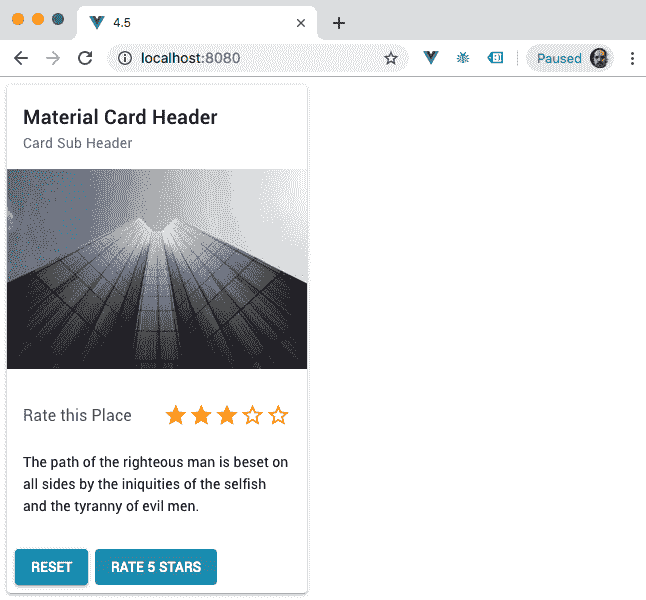 4.5
localhost:8080
Paused
Material Card Header
Card Sub Header
Rate this Place
The path of the righteous man is beset on
all sides by the iniquities of the selfish
and the tyranny of evil men.
RESET
RATE 5 STARS